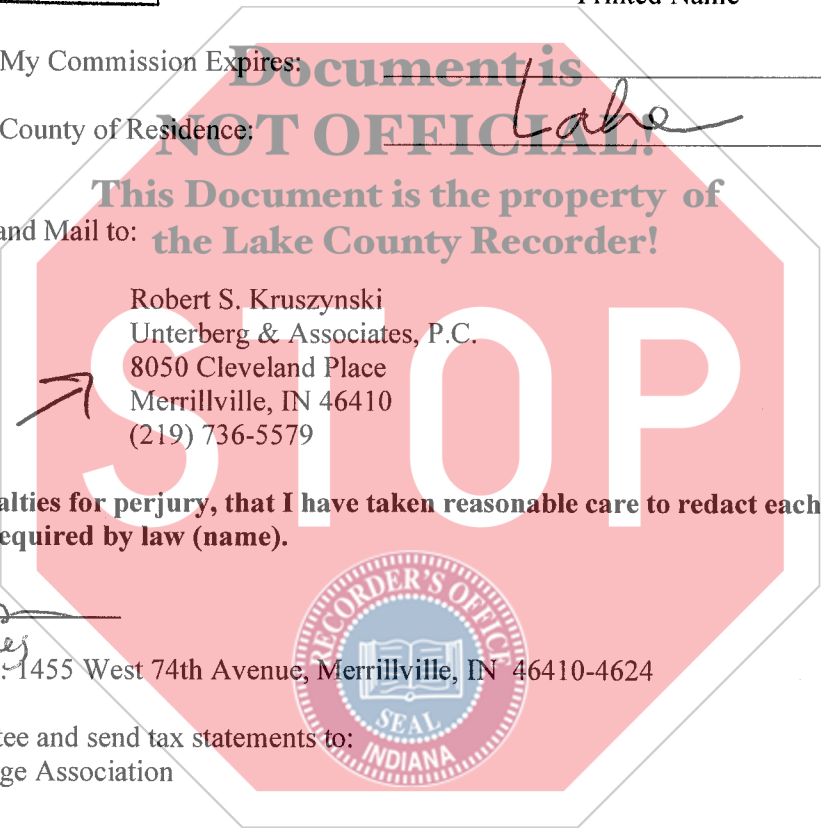 Printed Name
My Commission Expires:
Document is
County of Residence: Lake
NOT OFFICIAL!
This Document is the property of
and Mail to:
the Lake County Recorder!
Robert S. Kruszynski
Unterberg & Associates, P.C.
8050 Cleveland Place
Merrillville, IN 46410
(219) 736-5579
STOP
alties for perjury, that I have taken reasonable care to redact each
equired by law (name).
: 1455 West 74th Avenue, Merrillville, IN 46410-4624
RECORDER'S OFFICE
SEAL
INDIANA
tee and send tax statements to:
ge Association